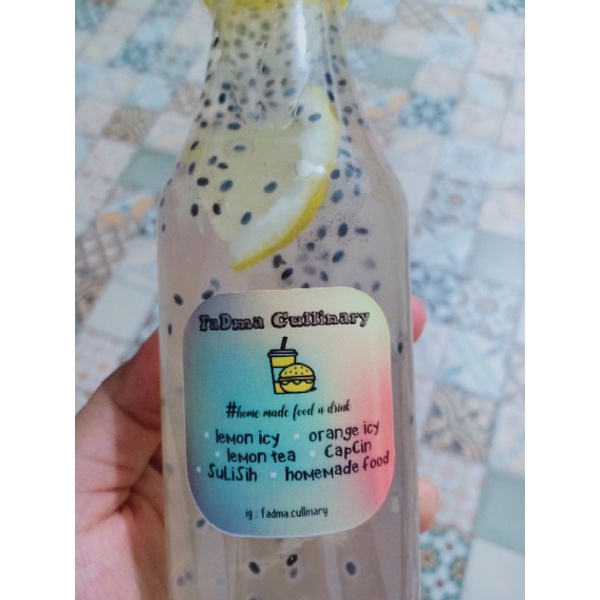 FaDma Cullinary
#home made food n drink
lemon icy orange icy
lemon tea CapCin
SuLiSih homemade food
ig : fadma.cullinary